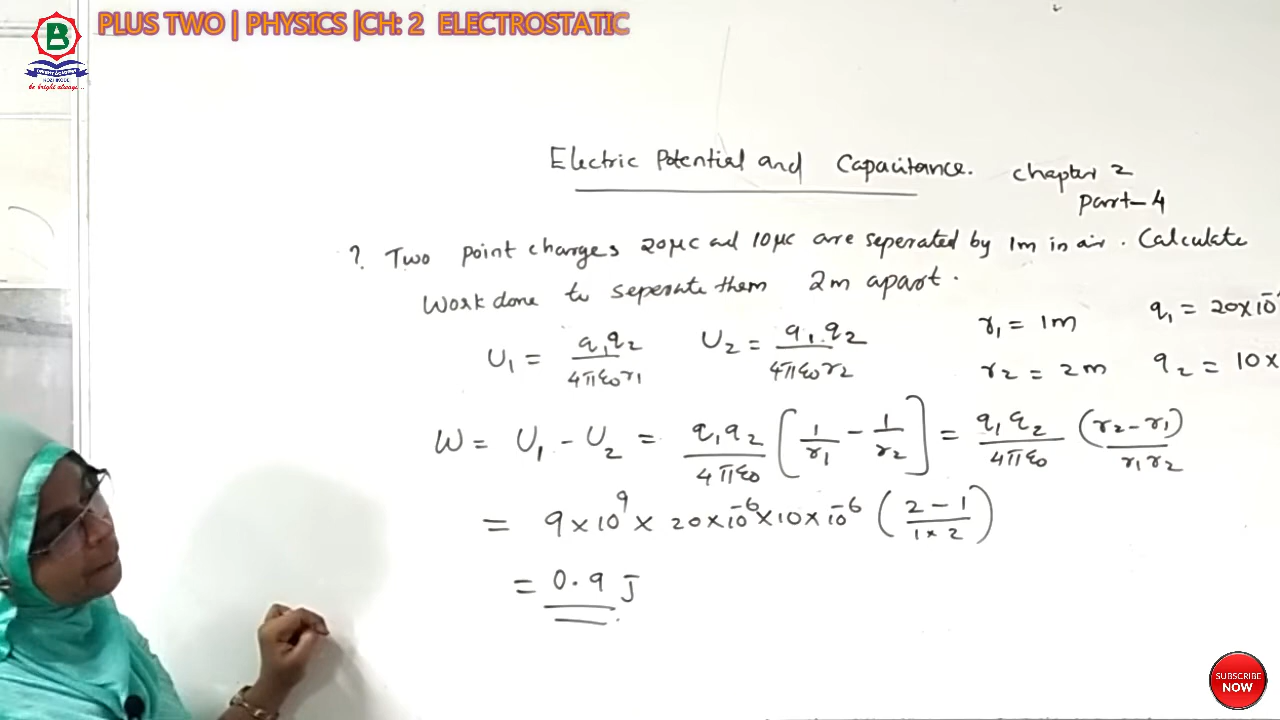 PLUS TWO | PHYSICS |CH: 2 ELECTROSTATIC
B
KOZHIKODE
be bright always...
Electric Potential and Capacitance. chapter 2
part-4
? Two point charges 20μc and 10μc are seperated by 1m in air. Calculate
Work done to seperate them 2m apart.
U₁ = q₁q₂/4πε₀r₁ U₂ = q₁q₂/4πε₀r₂ r₁ = 1m q₁ = 20×10⁻
r₂ = 2m q₂ = 10×
W = U₁ - U₂ = q₁q₂/4πε₀ [1/r₁ - 1/r₂] = q₁q₂/4πε₀ (r₂-r₁)/r₁r₂
= 9×10⁹ × 20×10⁻⁶×10×10⁻⁶ (2-1/1×2)
= 0.9 J
SUBSCRIBE
NOW